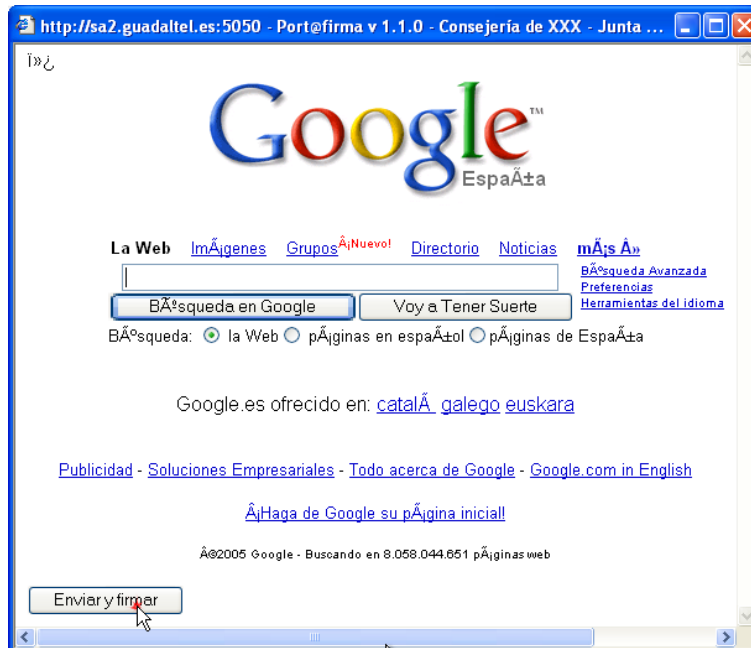 http://sa2.guadaltel.es:5050 - Port@firma v 1.1.0 - Consejería de XXX - Junta ...
ï»¿
Google™
EspaÃ±a
La Web ImÃ¡genes Grupos Â¡Nuevo! Directorio Noticias mÃ¡s Â»
BÃºsqueda Avanzada
Preferencias
Herramientas del idioma
BÃºsqueda en Google Voy a Tener Suerte
BÃºsqueda: la Web pÃ¡ginas en espaÃ±ol pÃ¡ginas de EspaÃ±a
Google.es ofrecido en: catalÃ  galego euskara
Publicidad - Soluciones Empresariales - Todo acerca de Google - Google.com in English
Â¡Haga de Google su pÃ¡gina inicial!
Â©2005 Google - Buscando en 8.058.044.651 pÃ¡ginas web
Enviar y firmar